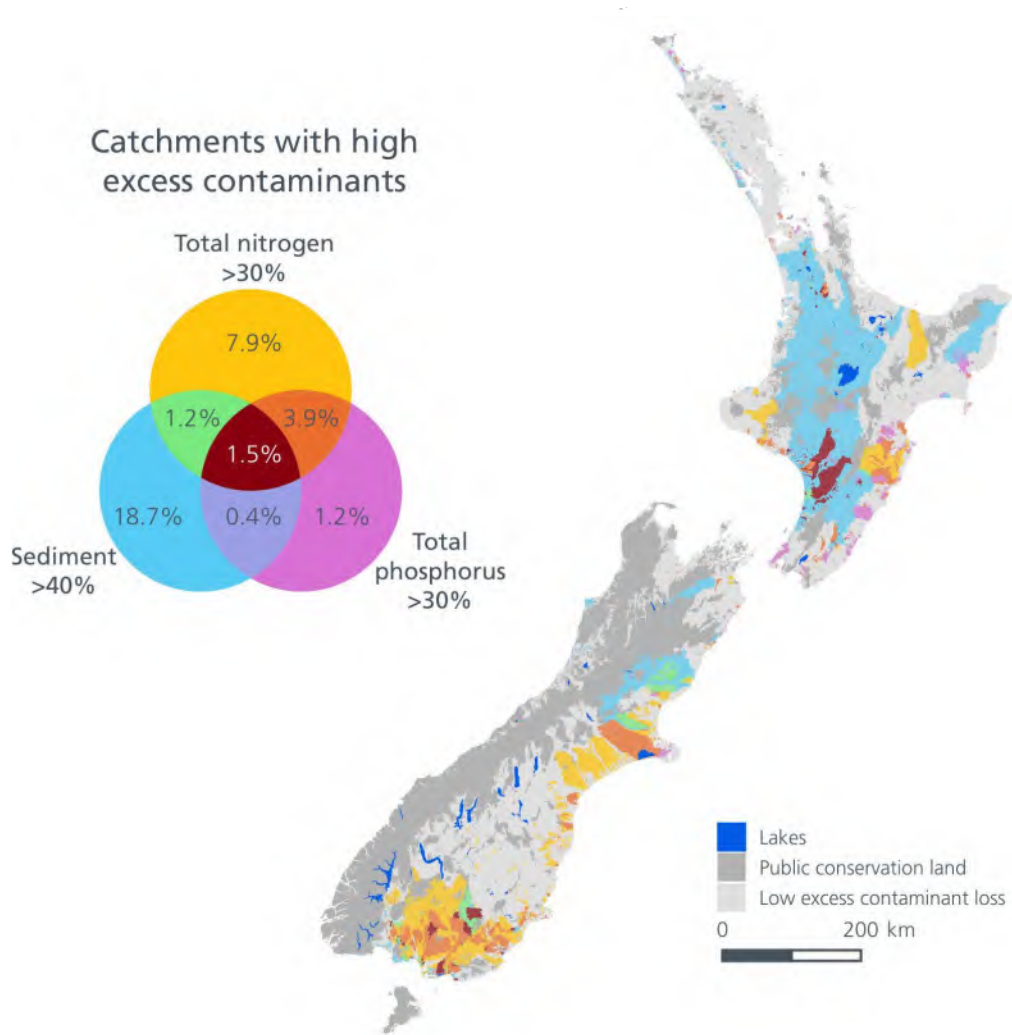 Catchments with high
excess contaminants
Total nitrogen
>30%
7.9%
1.2%
3.9%
1.5%
18.7%
0.4%
1.2%
Sediment
>40%
Total
phosphorus
>30%
Lakes
Public conservation land
Low excess contaminant loss
0 200 km